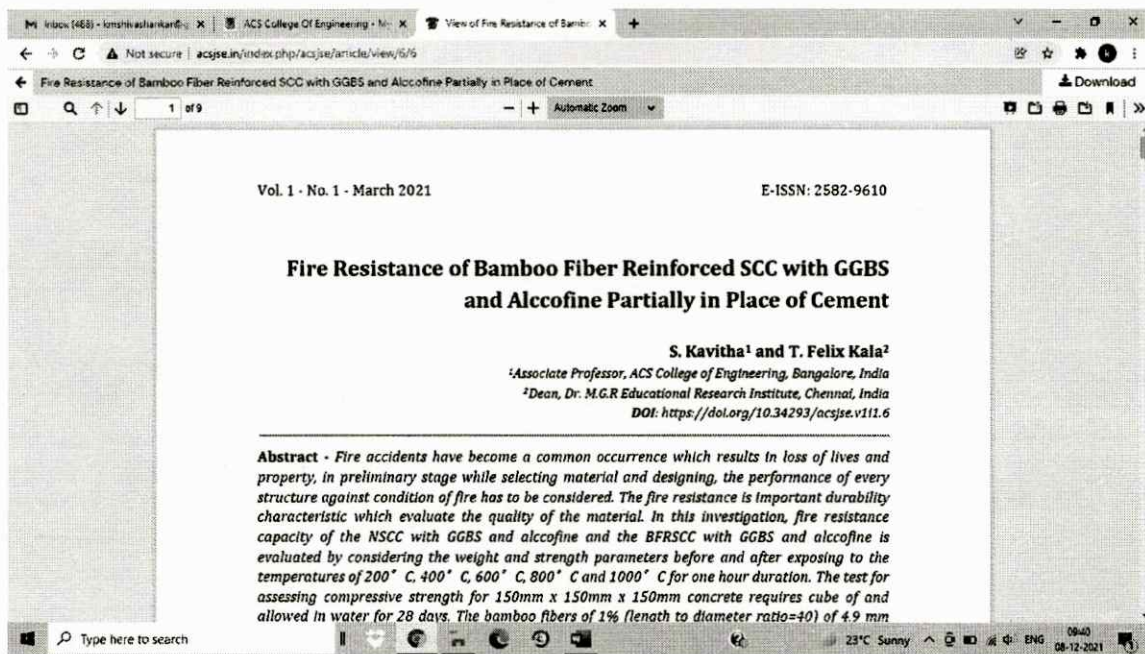 Inbox (468) - kmshivashankar@g
ACS College Of Engineering - M
View of Fire Resistance of Bambo
Not secure | acsjse.in/index.php/acsjse/article/view/6/6
Fire Resistance of Bamboo Fiber Reinforced SCC with GGBS and Alccofine Partially in Place of Cement
Download
1 of 9
Automatic Zoom
Vol. 1 - No. 1 - March 2021
E-ISSN: 2582-9610
Fire Resistance of Bamboo Fiber Reinforced SCC with GGBS
and Alccofine Partially in Place of Cement
S. Kavitha¹ and T. Felix Kala²
¹Associate Professor, ACS College of Engineering, Bangalore, India
²Dean, Dr. M.G.R Educational Research Institute, Chennai, India
DOI: https://doi.org/10.34293/acsjse.v1i1.6
Abstract - Fire accidents have become a common occurrence which results in loss of lives and
property, in preliminary stage while selecting material and designing, the performance of every
structure against condition of fire has to be considered. The fire resistance is important durability
characteristic which evaluate the quality of the material. In this investigation, fire resistance
capacity of the NSCC with GGBS and alccofine and the BFRSCC with GGBS and alccofine is
evaluated by considering the weight and strength parameters before and after exposing to the
temperatures of 200° C, 400° C, 600° C, 800° C and 1000° C for one hour duration. The test for
assessing compressive strength for 150mm x 150mm x 150mm concrete requires cube of and
allowed in water for 28 days. The bamboo fibers of 1% (length to diameter ratio=40) of 4.9 mm
Type here to search
23°C Sunny
ENG
09:40
08-12-2021